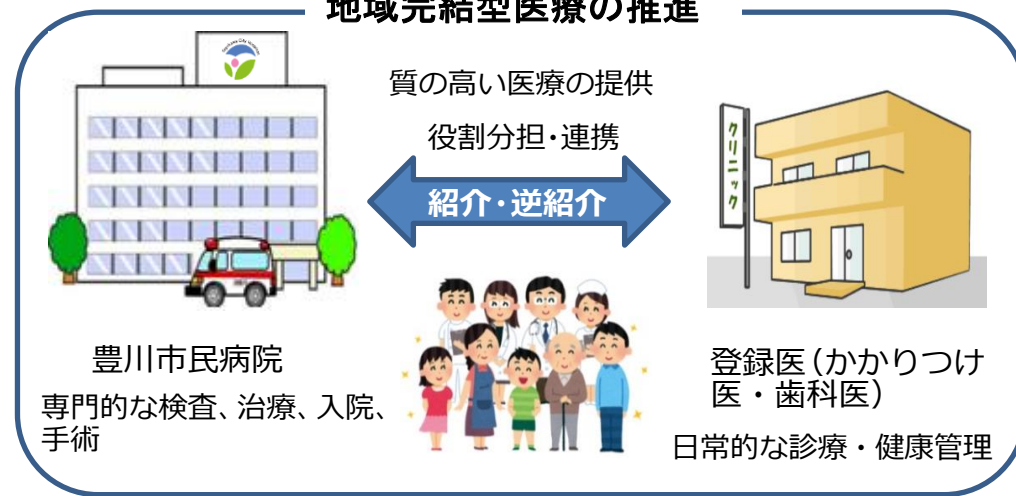 地域完結型医療の推進
質の高い医療の提供
役割分担・連携
紹介・逆紹介
クリニック
豊川市民病院
専門的な検査、治療、入院、
手術
登録医(かかりつけ
医・歯科医)
日常的な診療・健康管理